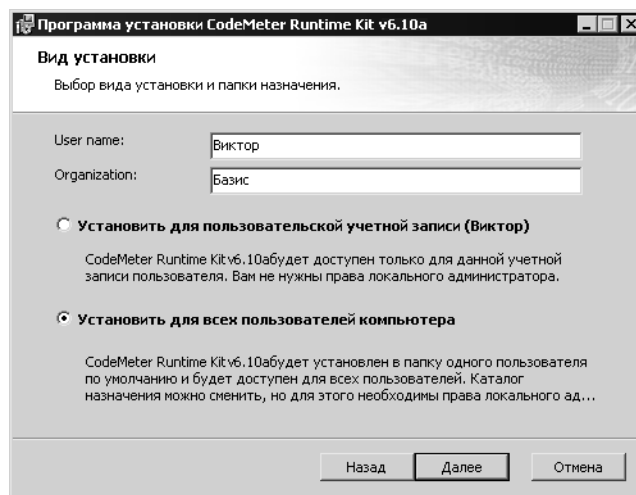 Программа установки CodeMeter Runtime Kit v6.10a
Вид установки
Выбор вида установки и папки назначения.
User name:
Виктор
Organization:
Базис
Установить для пользовательской учетной записи (Виктор)
CodeMeter Runtime Kitv6.10aбудет доступен только для данной учетной
записи пользователя. Вам не нужны права локального администратора.
Установить для всех пользователей компьютера
CodeMeter Runtime Kitv6.10aбудет установлен в папку одного пользователя
по умолчанию и будет доступен для всех пользователей. Каталог
назначения можно сменить, но для этого необходимы права локального ад...
Назад
Далее
Отмена